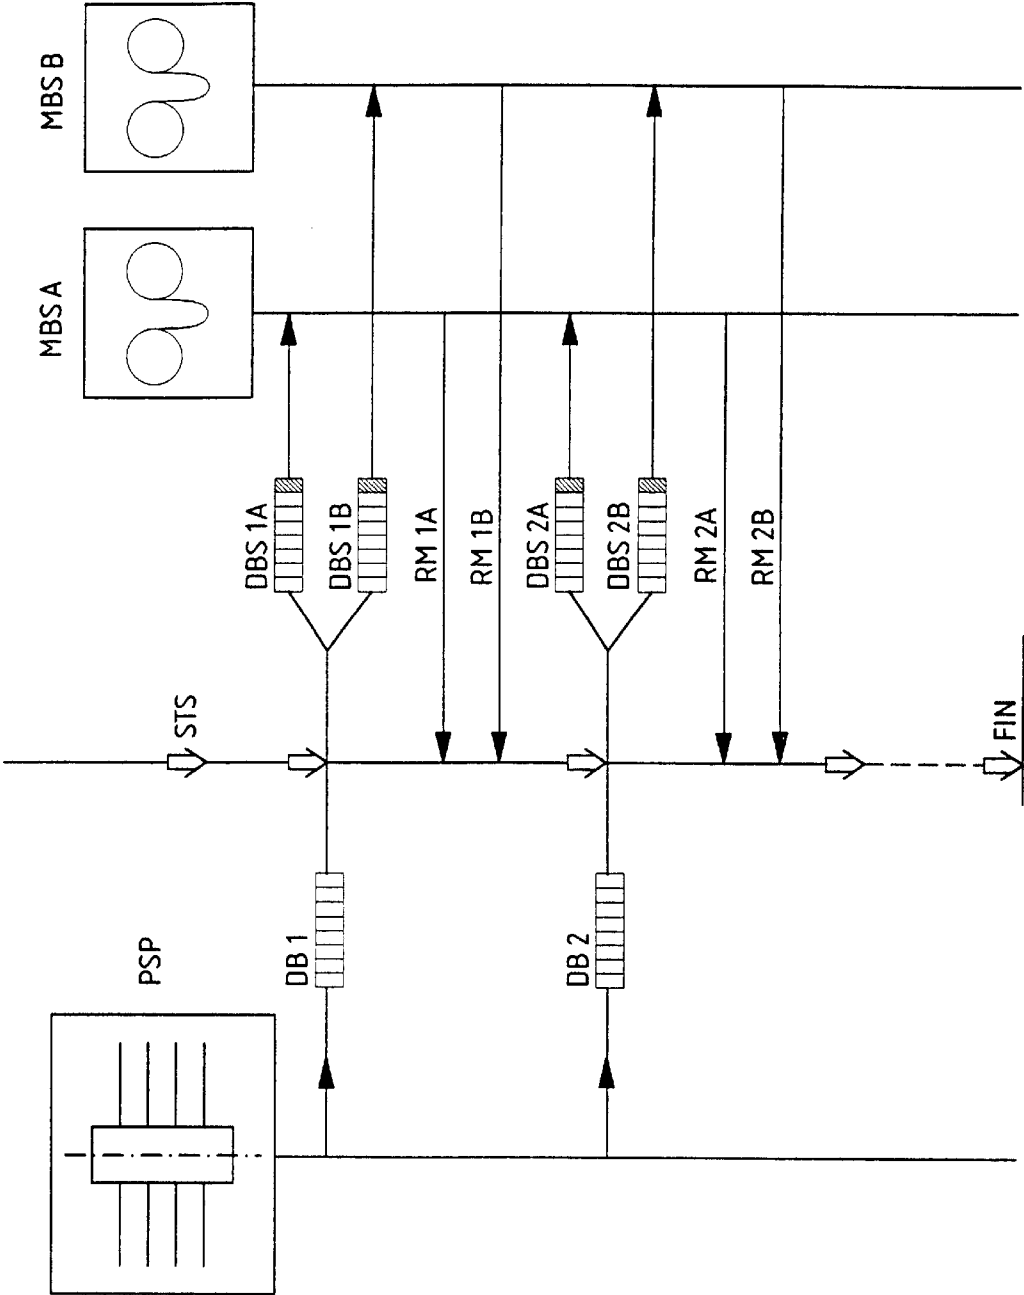 MBS B
MBS A
DBS 1A
DBS 1B
RM 1A
RM 1B
DBS 2A
DBS 2B
RM 2A
RM 2B
STS
FIN
PSP
DB 1
DB 2